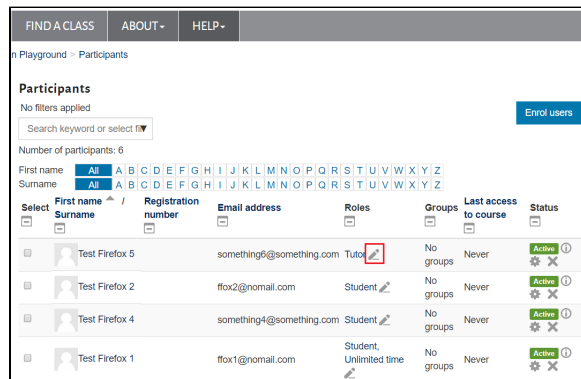 FIND A CLASS ABOUT HELP
n Playground > Participants
Participants
No filters applied
Enrol users
Search keyword or select fil
Number of participants: 6
First name All A B C D E F G H I J K L M N O P Q R S T U V W X Y Z
Surname All A B C D E F G H I J K L M N O P Q R S T U V W X Y Z
Select First name / Surname Registration number Email address Roles Groups Last access to course Status
Test Firefox 5 something6@something.com Tutor No groups Never Active
Test Firefox 2 ffox2@nomail.com Student No groups Never Active
Test Firefox 4 something4@something.com Student No groups Never Active
Test Firefox 1 ffox1@nomail.com Student, Unlimited time No groups Never Active